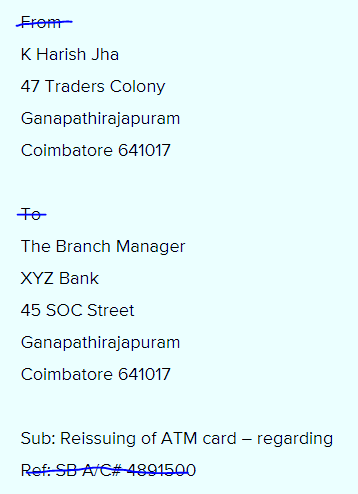 From
K Harish Jha
47 Traders Colony
Ganapathirajapuram
Coimbatore 641017
To
The Branch Manager
XYZ Bank
45 SOC Street
Ganapathirajapuram
Coimbatore 641017
Sub: Reissuing of ATM card – regarding
Ref: SB A/C# 4891500